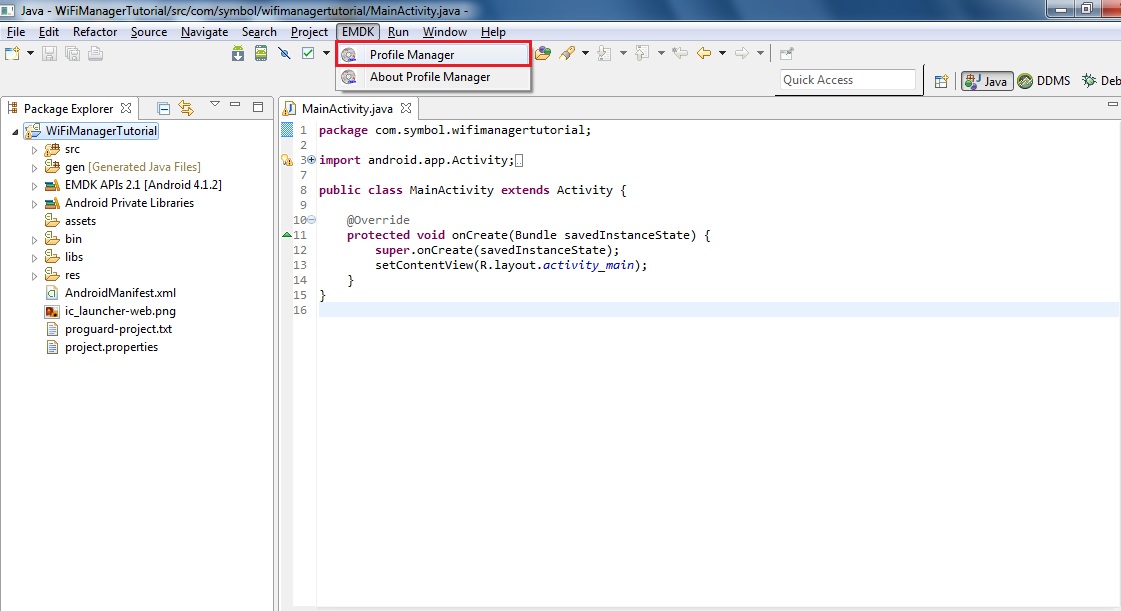 Java - WiFiManagerTutorial/src/com/symbol/wifimanagertutorial/MainActivity.java -
File Edit Refactor Source Navigate Search Project EMDK Run Window Help
Profile Manager
About Profile Manager
Quick Access
Java
DDMS
Deb
Package Explorer
WiFiManagerTutorial
src
gen [Generated Java Files]
EMDK APIs 2.1 [Android 4.1.2]
Android Private Libraries
assets
bin
libs
res
AndroidManifest.xml
ic_launcher-web.png
proguard-project.txt
project.properties
MainActivity.java
1 package com.symbol.wifimanagertutorial;
2
3 import android.app.Activity;
7
8 public class MainActivity extends Activity {
9
10 @Override
11 protected void onCreate(Bundle savedInstanceState) {
12 super.onCreate(savedInstanceState);
13 setContentView(R.layout.activity_main);
14 }
15 }
16